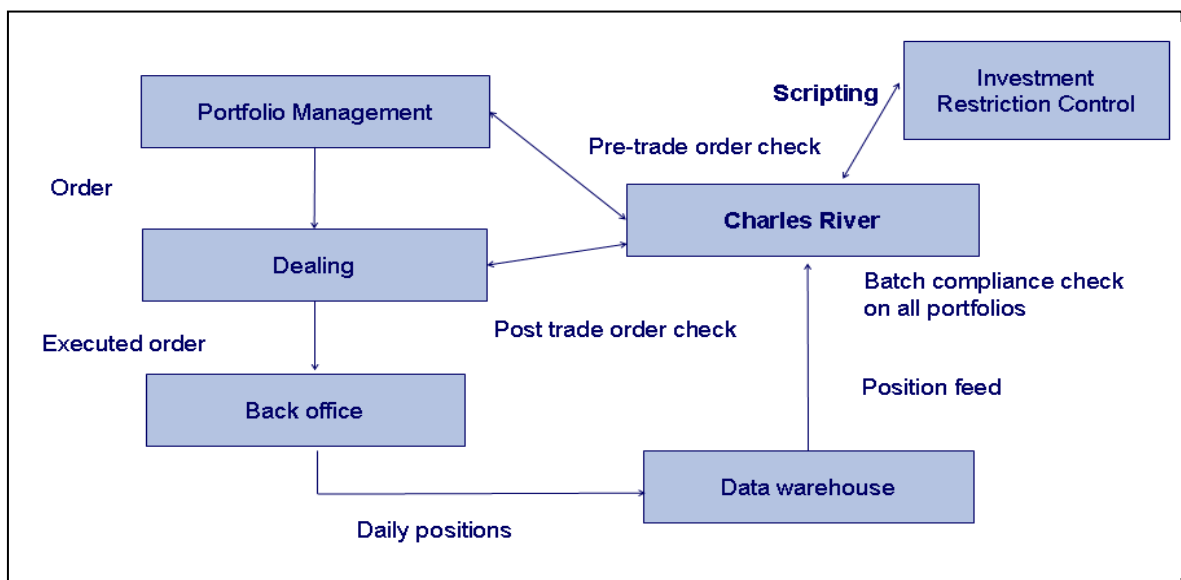 Portfolio Management
Scripting
Investment
Restriction Control
Pre-trade order check
Order
Charles River
Dealing
Batch compliance check
on all portfolios
Post trade order check
Executed order
Position feed
Back office
Data warehouse
Daily positions